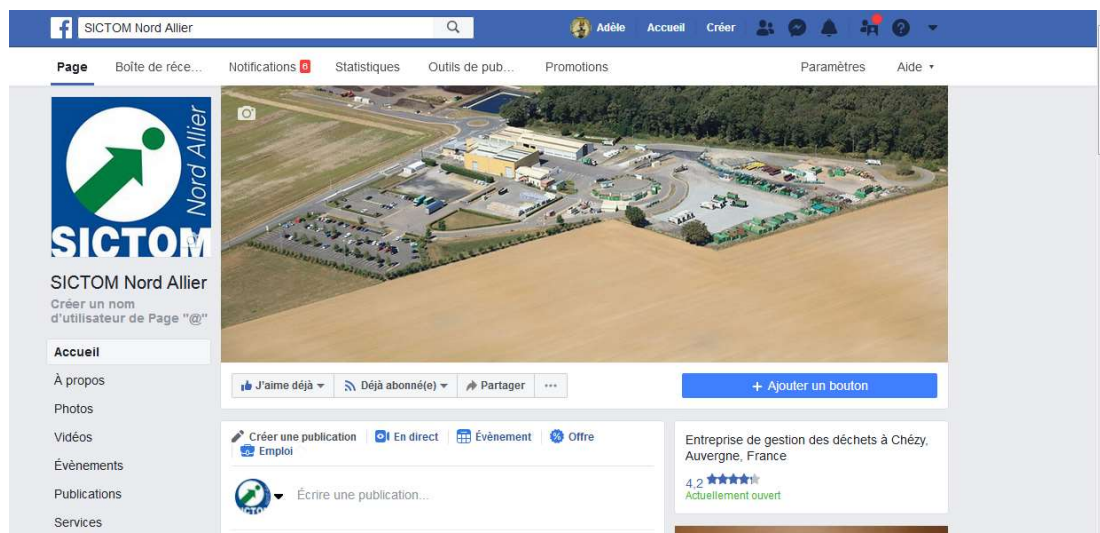 SICTOM Nord Allier
Adèle Accueil Créer
Page Boîte de réce... Notifications 6 Statistiques Outils de pub... Promotions Paramètres Aide
Nord Allier
SICTOM
SICTOM Nord Allier
Créer un nom
d'utilisateur de Page "@"
Accueil
À propos
Photos
Vidéos
Évènements
Publications
Services
J'aime déjà Déjà abonné(e) Partager ...
+ Ajouter un bouton
Créer une publication En direct Évènement Offre
Emploi
SICTOM
Écrire une publication...
Entreprise de gestion des déchets à Chézy,
Auvergne, France
4,2
Actuellement ouvert